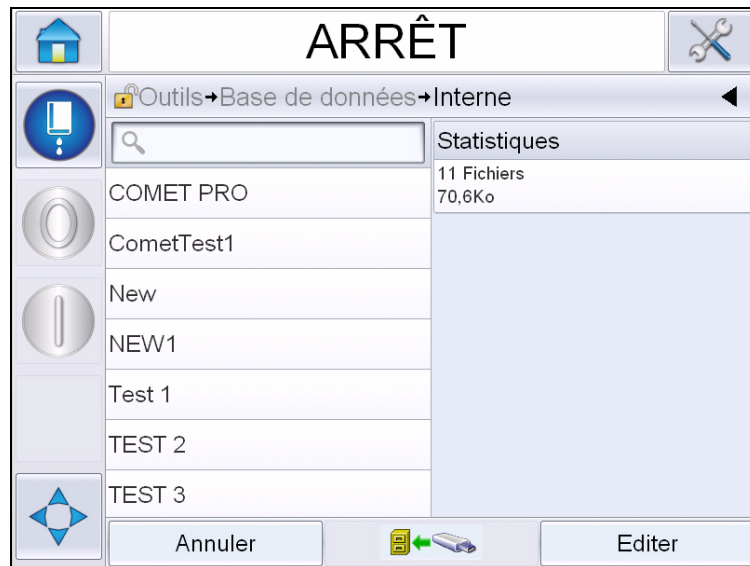 ARRÊT
Outils→Base de données→Interne
COMET PRO
CometTest1
New
NEW1
Test 1
TEST 2
TEST 3
Statistiques
11 Fichiers
70,6Ko
Annuler
Editer